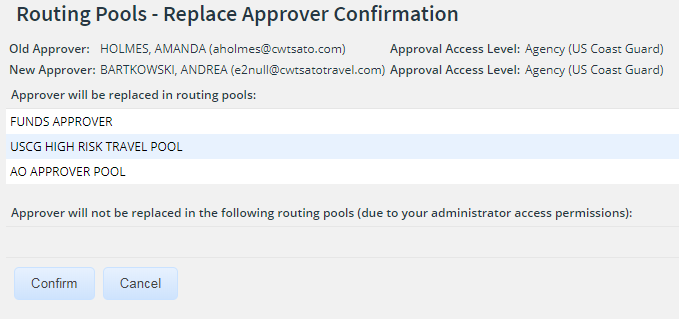 Routing Pools - Replace Approver Confirmation
Old Approver: HOLMES, AMANDA (aholmes@cwtsato.com) Approval Access Level: Agency (US Coast Guard)
New Approver: BARTKOWSKI, ANDREA (e2null@cwtsatotravel.com) Approval Access Level: Agency (US Coast Guard)
Approver will be replaced in routing pools:
FUNDS APPROVER
USCG HIGH RISK TRAVEL POOL
AO APPROVER POOL
Approver will not be replaced in the following routing pools (due to your administrator access permissions):
Confirm Cancel